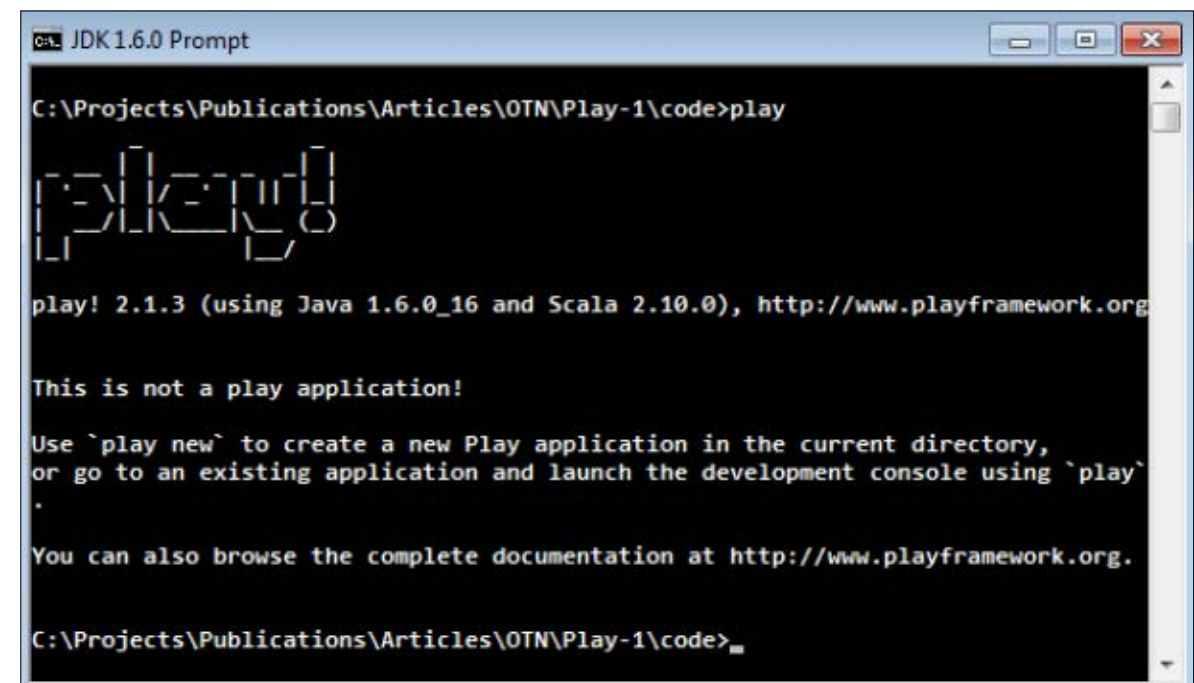 JDK 1.6.0 Prompt
C:\Projects\Publications\Articles\OTN\Play-1\code>play
play!
play! 2.1.3 (using Java 1.6.0_16 and Scala 2.10.0), http://www.playframework.org
This is not a play application!
Use `play new` to create a new Play application in the current directory,
or go to an existing application and launch the development console using `play`
.
You can also browse the complete documentation at http://www.playframework.org.
C:\Projects\Publications\Articles\OTN\Play-1\code>_